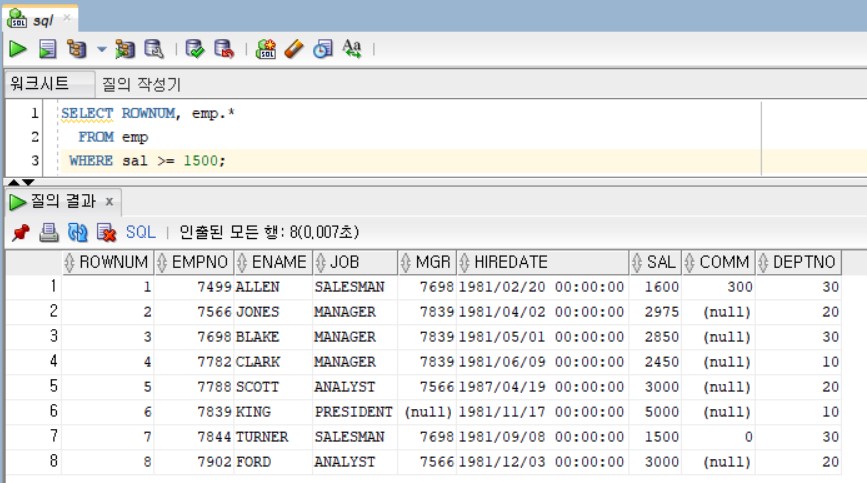 sql
워크시트 질의 작성기
1 SELECT ROWNUM, emp.*
2 FROM emp
3 WHERE sal >= 1500;
질의 결과 x
SQL | 인출된 모든 행: 8(0,007초)
ROWNUM EMPNO ENAME JOB MGR HIREDATE SAL COMM DEPTNO
1 1 7499 ALLEN SALESMAN 7698 1981/02/20 00:00:00 1600 300 30
2 2 7566 JONES MANAGER 7839 1981/04/02 00:00:00 2975 (null) 20
3 3 7698 BLAKE MANAGER 7839 1981/05/01 00:00:00 2850 (null) 30
4 4 7782 CLARK MANAGER 7839 1981/06/09 00:00:00 2450 (null) 10
5 5 7788 SCOTT ANALYST 7566 1987/04/19 00:00:00 3000 (null) 20
6 6 7839 KING PRESIDENT (null) 1981/11/17 00:00:00 5000 (null) 10
7 7 7844 TURNER SALESMAN 7698 1981/09/08 00:00:00 1500 0 30
8 8 7902 FORD ANALYST 7566 1981/12/03 00:00:00 3000 (null) 20